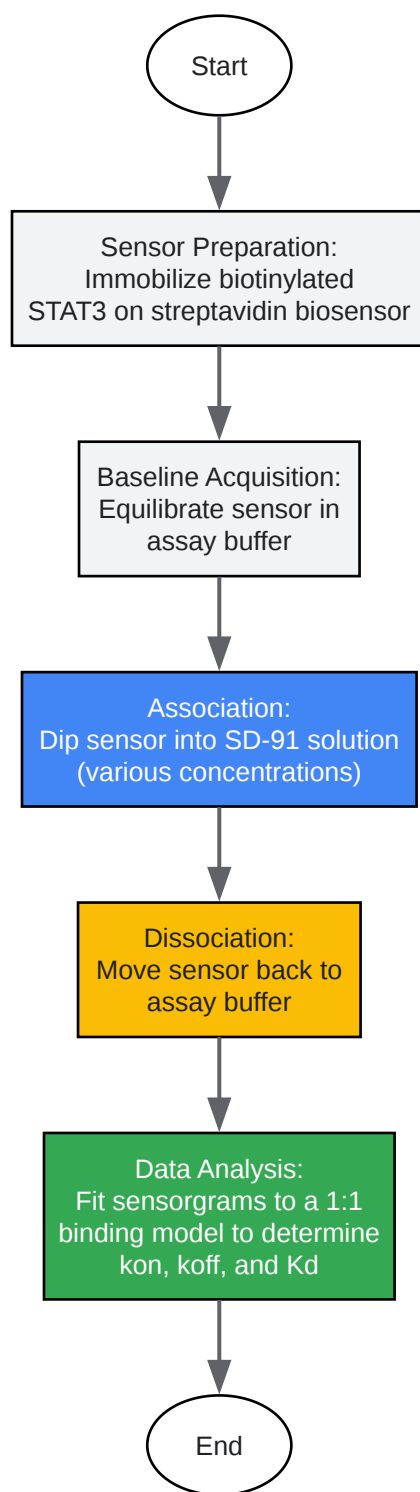 Start
Sensor Preparation:
Immobilize biotinylated
STAT3 on streptavidin biosensor
Baseline Acquisition:
Equilibrate sensor in
assay buffer
Association:
Dip sensor into SD-91 solution
(various concentrations)
Dissociation:
Move sensor back to
assay buffer
Data Analysis:
Fit sensorgrams to a 1:1
binding model to determine
kon, koff, and Kd
End